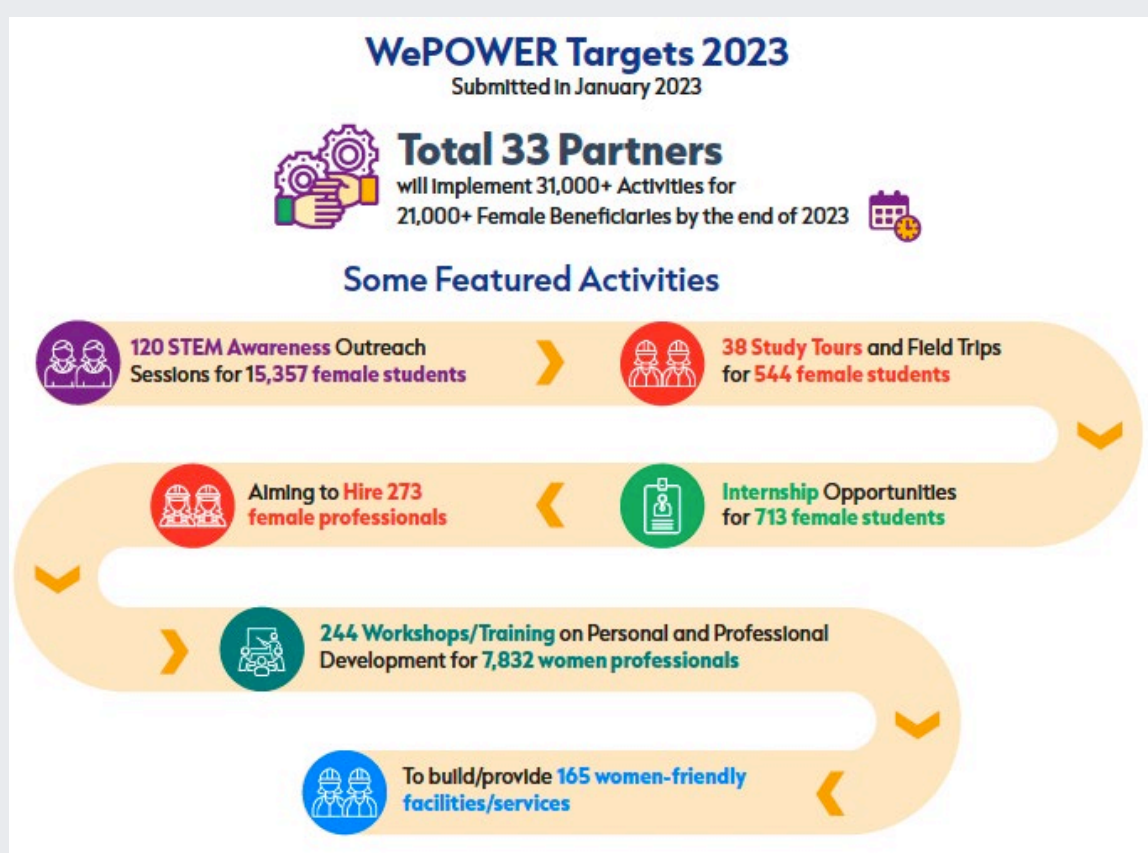 WePOWER Targets 2023
Submitted in January 2023
Total 33 Partners
will implement 31,000+ Activities for
21,000+ Female Beneficiaries by the end of 2023
Some Featured Activities
120 STEM Awareness Outreach
Sessions for 15,357 female students
38 Study Tours and Field Trips
for 544 female students
Internship Opportunities
for 713 female students
Aiming to Hire 273
female professionals
244 Workshops/Training on Personal and Professional
Development for 7,832 women professionals
To build/provide 165 women-friendly
facilities/services